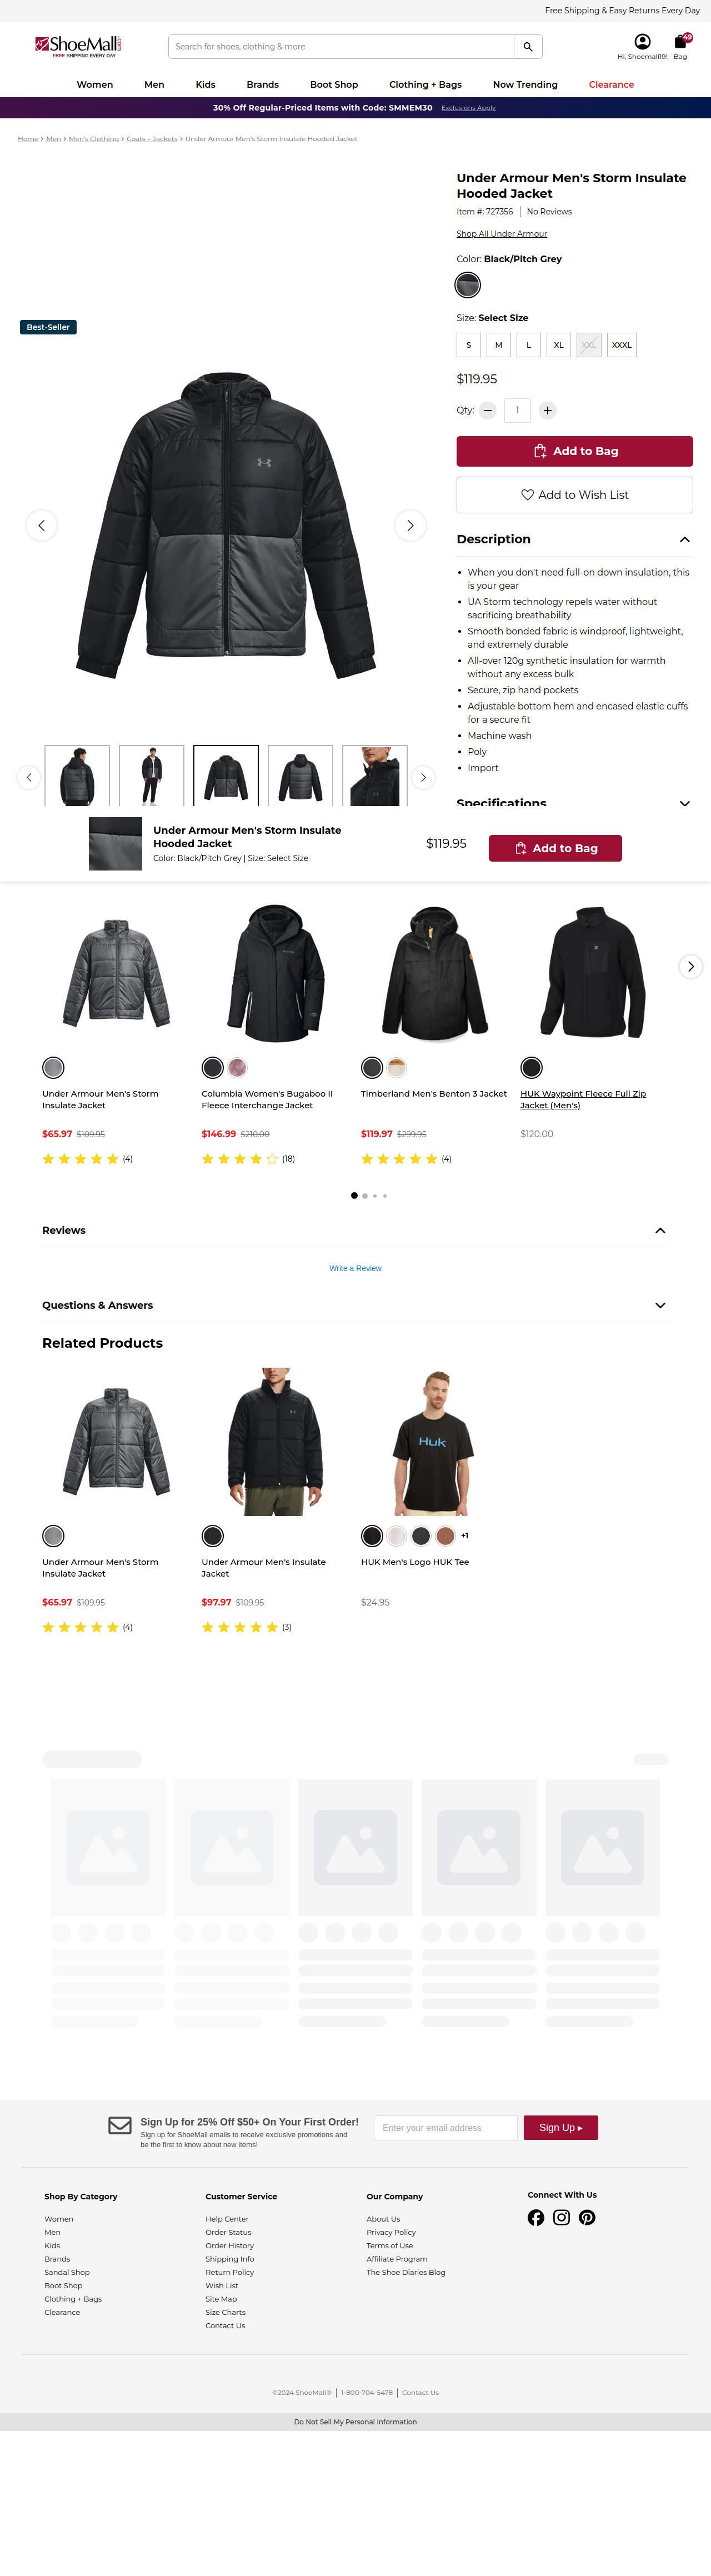 Free Shipping & Easy Returns Every Day
ShoeMall
FREE SHIPPING EVERY DAY
Search for shoes, clothing & more
49
Hi, Shoemall19!
Bag
Women
Men
Kids
Brands
Boot Shop
Clothing + Bags
Now Trending
Clearance
30% Off Regular-Priced Items with Code: SMMEM30 Exclusions Apply
Home > Men > Men's Clothing > Coats + Jackets > Under Armour Men's Storm Insulate Hooded Jacket
Best-Seller
Under Armour Men's Storm Insulate
Hooded Jacket
Item #: 727356 | No Reviews
Shop All Under Armour
Color: Black/Pitch Grey
Size: Select Size
S
M
L
XL
XXL
XXXL
$119.95
Qty:
1
Add to Bag
Add to Wish List
Description
When you don't need full-on down insulation, this
is your gear
UA Storm technology repels water without
sacrificing breathability
Smooth bonded fabric is windproof, lightweight,
and extremely durable
All-over 120g synthetic insulation for warmth
without any excess bulk
Secure, zip hand pockets
Adjustable bottom hem and encased elastic cuffs
for a secure fit
Machine wash
Poly
Import
Specifications
Under Armour Men's Storm Insulate
Hooded Jacket
Color: Black/Pitch Grey | Size: Select Size
$119.95
Add to Bag
Under Armour Men's Storm
Insulate Jacket
$65.97 $109.95
(4)
Columbia Women's Bugaboo II
Fleece Interchange Jacket
$146.99 $210.00
(18)
Timberland Men's Benton 3 Jacket
$119.97 $299.95
(4)
HUK Waypoint Fleece Full Zip
Jacket (Men's)
$120.00
Reviews
Write a Review
Questions & Answers
Related Products
Huk
Under Armour Men's Storm
Insulate Jacket
$65.97 $109.95
(4)
Under Armour Men's Insulate
Jacket
$97.97 $109.95
(3)
+1
HUK Men's Logo HUK Tee
$24.95
Sign Up for 25% Off $50+ On Your First Order!
Sign up for ShoeMall emails to receive exclusive promotions and
be the first to know about new items!
Enter your email address
Sign Up ▸
Shop By Category
Women
Men
Kids
Brands
Sandal Shop
Boot Shop
Clothing + Bags
Clearance
Customer Service
Help Center
Order Status
Order History
Shipping Info
Return Policy
Wish List
Site Map
Size Charts
Contact Us
Our Company
About Us
Privacy Policy
Terms of Use
Affiliate Program
The Shoe Diaries Blog
Connect With Us
©2024 ShoeMall® | 1-800-704-5478 | Contact Us
Do Not Sell My Personal Information